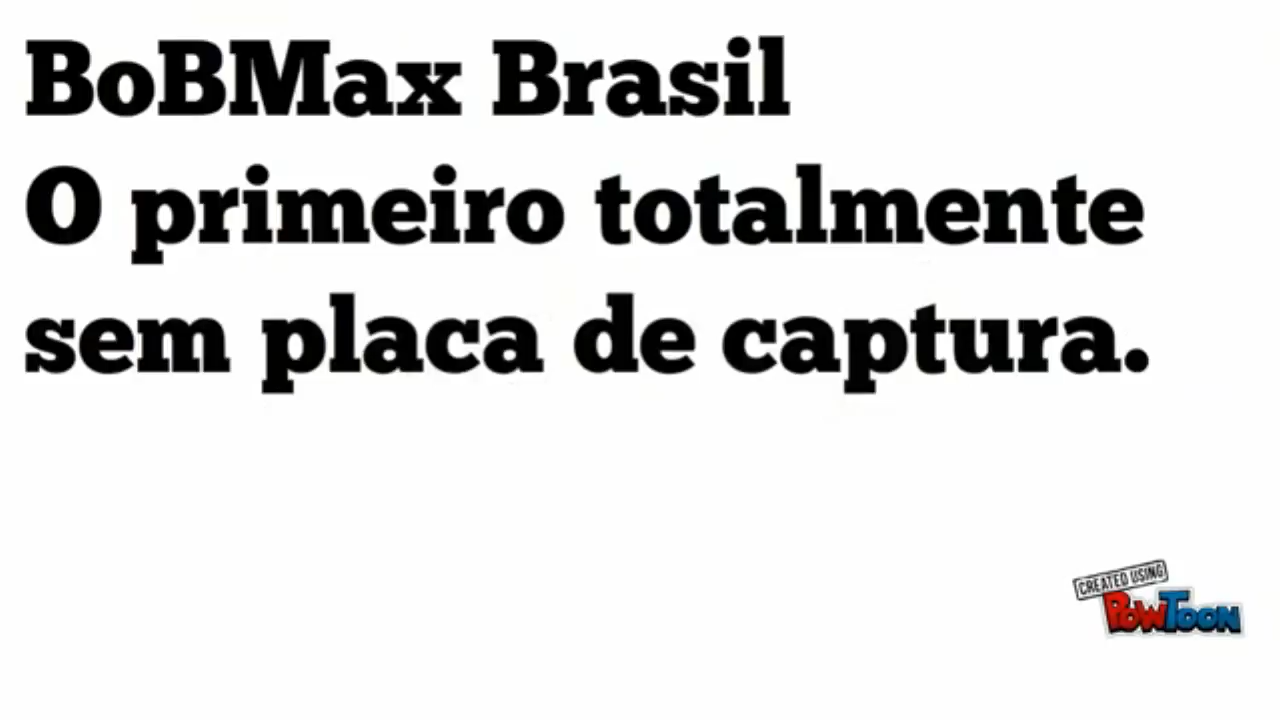 BoBMax Brasil
O primeiro totalmente
sem placa de captura.
CREATED USING
POWTOON